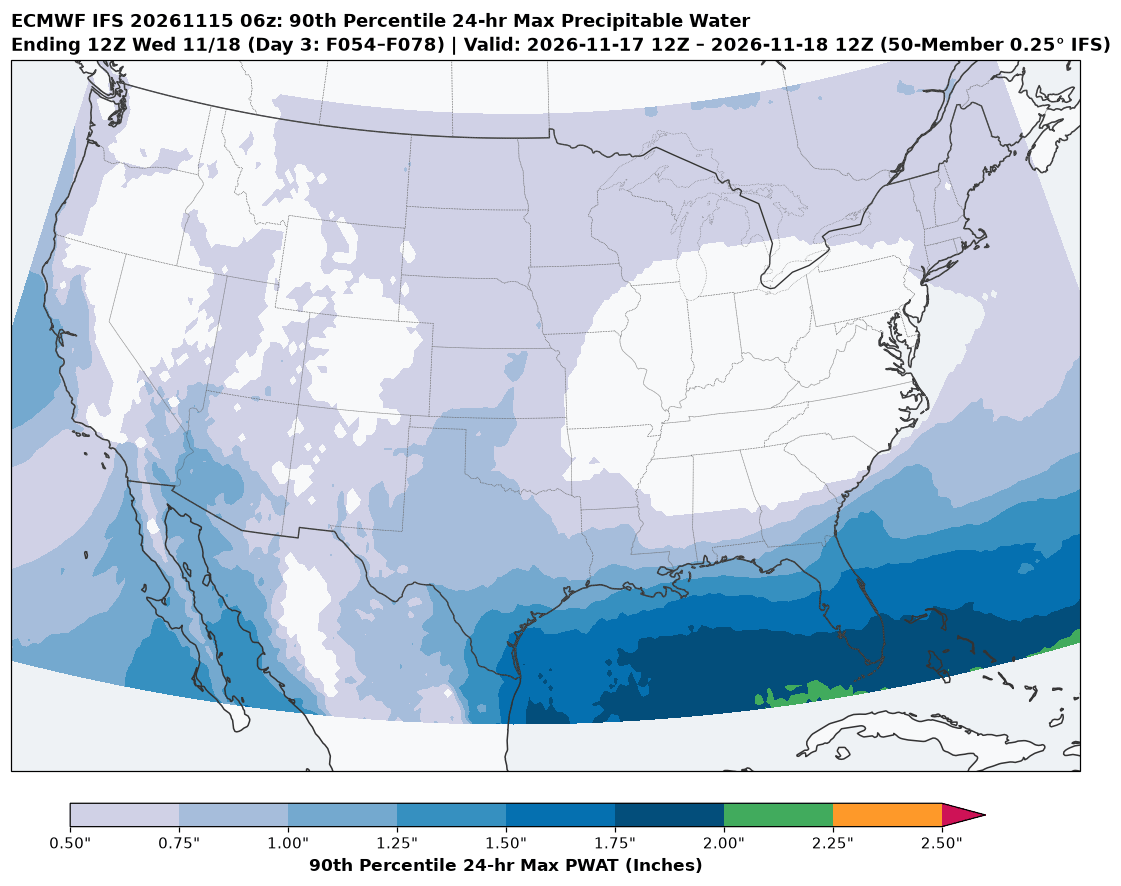 ECMWF IFS 20261115 06z: 90th Percentile 24-hr Max Precipitable Water
Ending 12Z Wed 11/18 (Day 3: F054–F078) | Valid: 2026-11-17 12Z – 2026-11-18 12Z (50-Member 0.25° IFS)
0.50" 0.75" 1.00" 1.25" 1.50" 1.75" 2.00" 2.25" 2.50"
90th Percentile 24-hr Max PWAT (Inches)